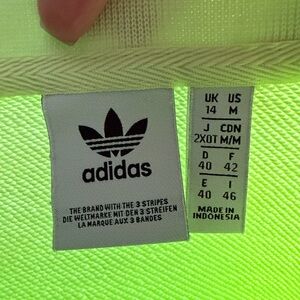 adidas
THE BRAND WITH THE 3 STRIPES
DIE WELTMARKE MIT DEN 3 STREIFEN
LA MARQUE AUX 3 BANDES
UK US
14 M
J CDN
2XOT M/M
D F
40 42
E I
40 46
MADE IN
INDONESIA